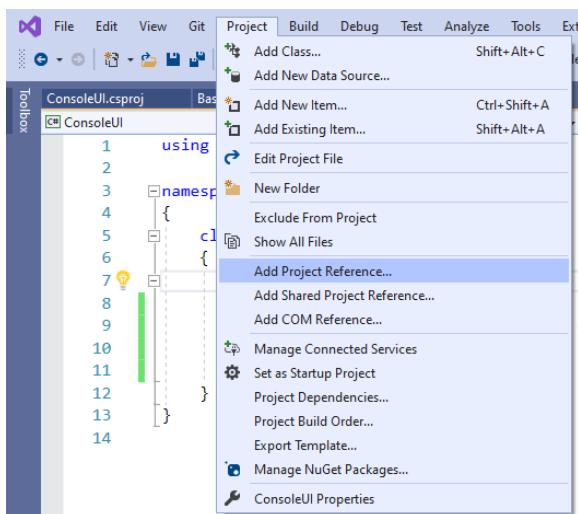 File Edit View Git Project Build Debug Test Analyze Tools Ext
Add Class... Shift+Alt+C
Add New Data Source...
Toolbox
ConsoleUI.csproj Bas
Add New Item... Ctrl+Shift+A
C# ConsoleUI
Add Existing Item... Shift+Alt+A
1 using
Edit Project File
2
3 namesp
New Folder
4 {
Exclude From Project
5 cl
Show All Files
6 {
7
Add Project Reference...
8
Add Shared Project Reference...
9
Add COM Reference...
10
Manage Connected Services
11
Set as Startup Project
12 }
Project Dependencies...
13 }
Project Build Order...
14
Export Template...
Manage NuGet Packages...
ConsoleUI Properties